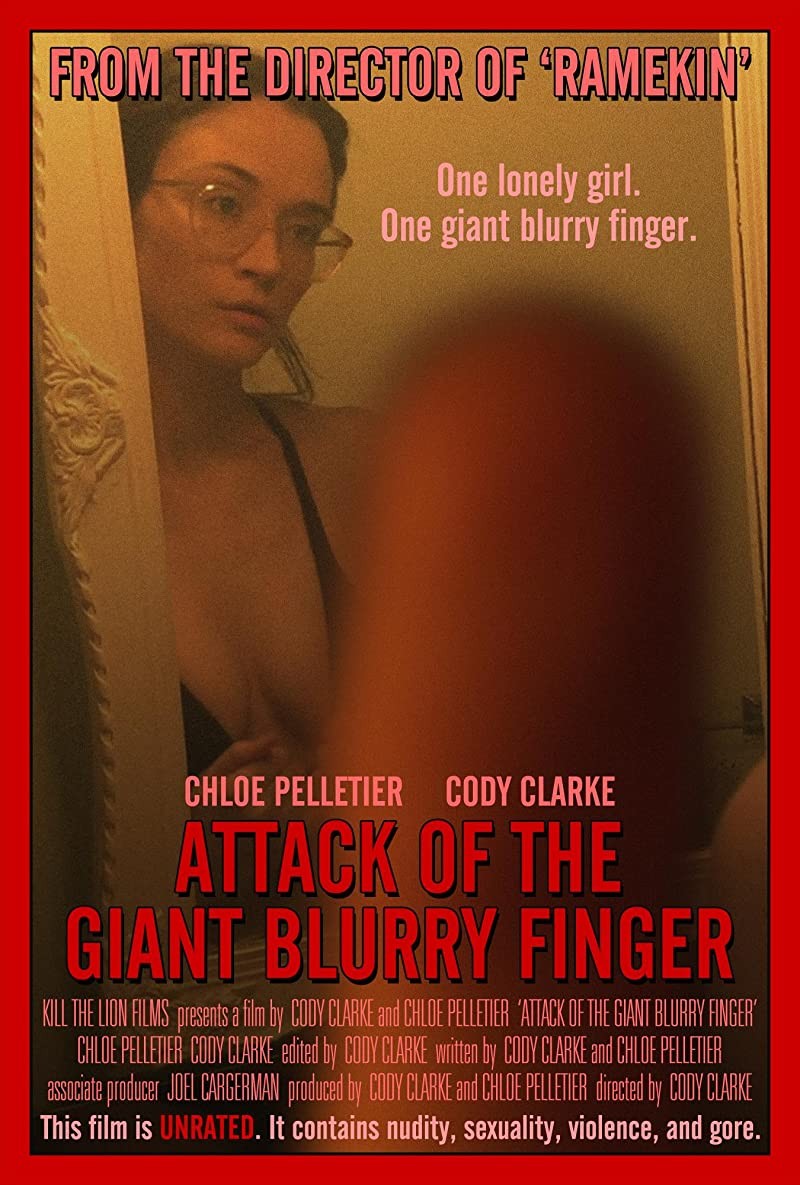 FROM THE DIRECTOR OF ‘RAMEKIN’
One lonely girl.
One giant blurry finger.
CHLOE PELLETIER CODY CLARKE
ATTACK OF THE
GIANT BLURRY FINGER
KILL THE LION FILMS presents a film by CODY CLARKE and CHLOE PELLETIER ‘ATTACK OF THE GIANT BLURRY FINGER’
CHLOE PELLETIER CODY CLARKE edited by CODY CLARKE written by CODY CLARKE and CHLOE PELLETIER
associate producer JOEL CARGERMAN produced by CODY CLARKE and CHLOE PELLETIER directed by CODY CLARKE
This film is UNRATED. It contains nudity, sexuality, violence, and gore.